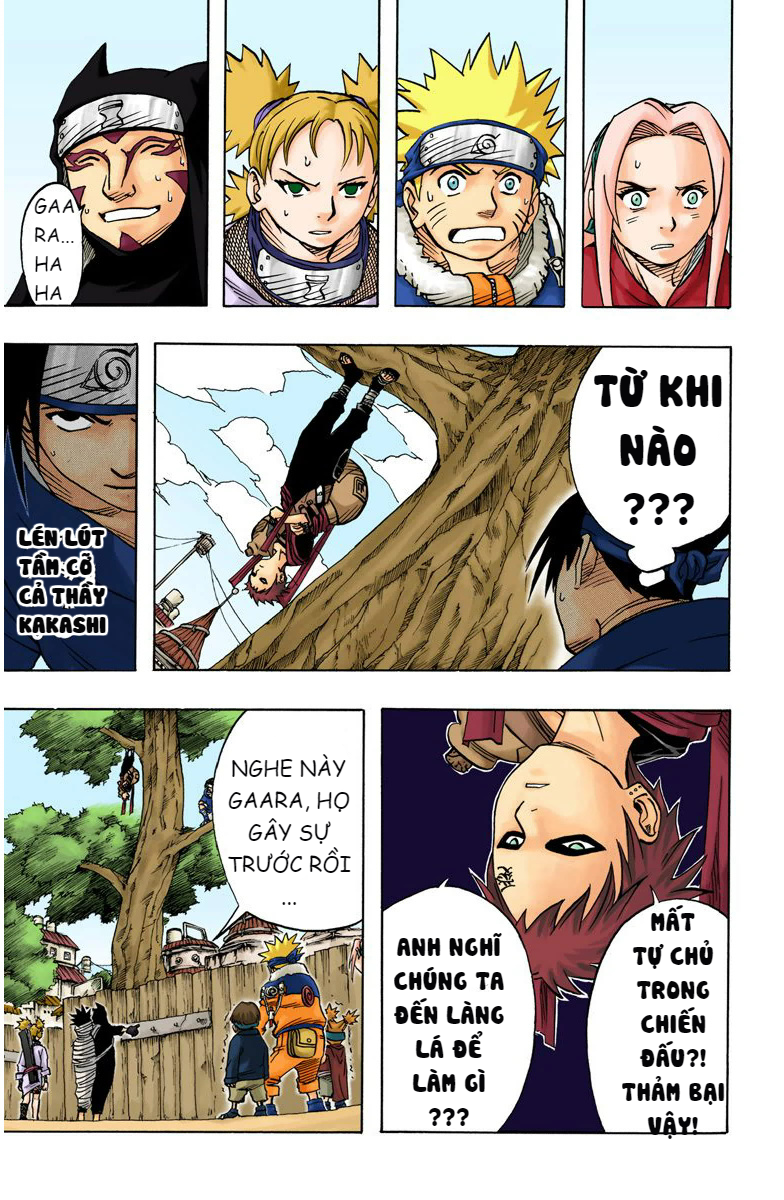 GAA
RA...
HA
HA
TỪ KHI
NÀO
???
LÉN LÚT
TẦM CỠ
CẢ THẦY
KAKASHI
MẤT
TỰ CHỦ
TRONG
CHIẾN
ĐẤU?!
THẢM BẠI
VẬY!
ANH NGHĨ
CHÚNG TA
ĐẾN LÀNG
LÁ ĐỂ
LÀM GÌ
???
NGHE NÀY
GAARA, HỌ
GÂY SỰ
TRƯỚC RỒI
...